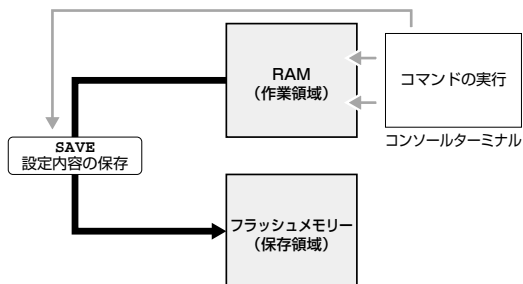 RAM
（作業領域）
コマンドの実行
コンソールターミナル
SAVE
設定内容の保存
フラッシュメモリー
（保存領域）